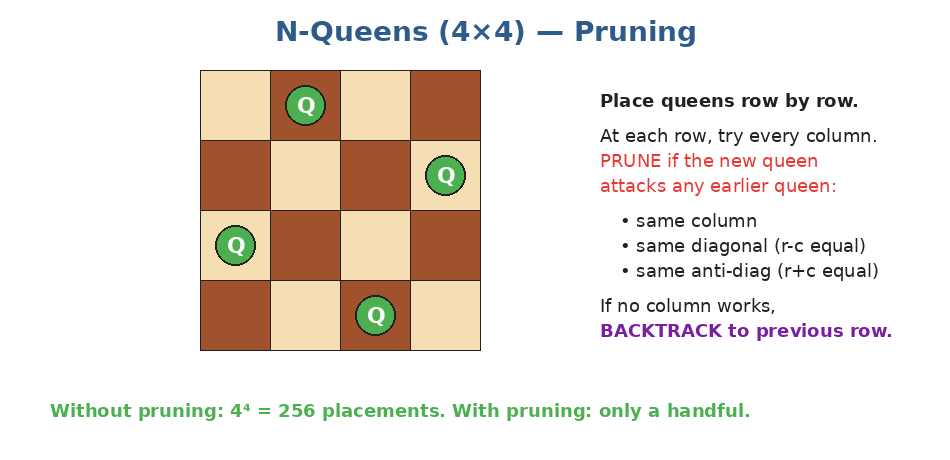 N-Queens (4×4) — Pruning
Q
Q
Q
Q
Place queens row by row.
At each row, try every column.
PRUNE if the new queen
attacks any earlier queen:
• same column
• same diagonal (r-c equal)
• same anti-diag (r+c equal)
If no column works,
BACKTRACK to previous row.
Without pruning: 4⁴ = 256 placements. With pruning: only a handful.